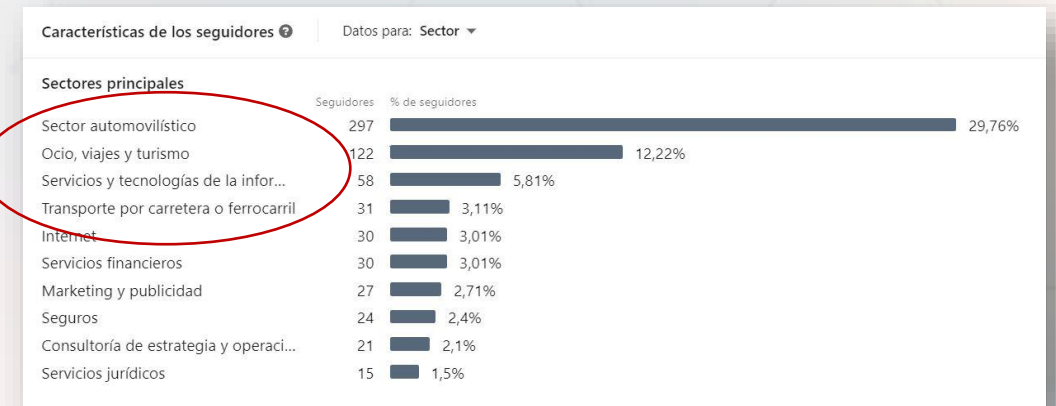 Características de los seguidores ? Datos para: Sector
Sectores principales
Seguidores % de seguidores
Sector automovilístico 297 29,76%
Ocio, viajes y turismo 122 12,22%
Servicios y tecnologías de la infor... 58 5,81%
Transporte por carretera o ferrocarril 31 3,11%
Internet 30 3,01%
Servicios financieros 30 3,01%
Marketing y publicidad 27 2,71%
Seguros 24 2,4%
Consultoría de estrategia y operaci... 21 2,1%
Servicios jurídicos 15 1,5%